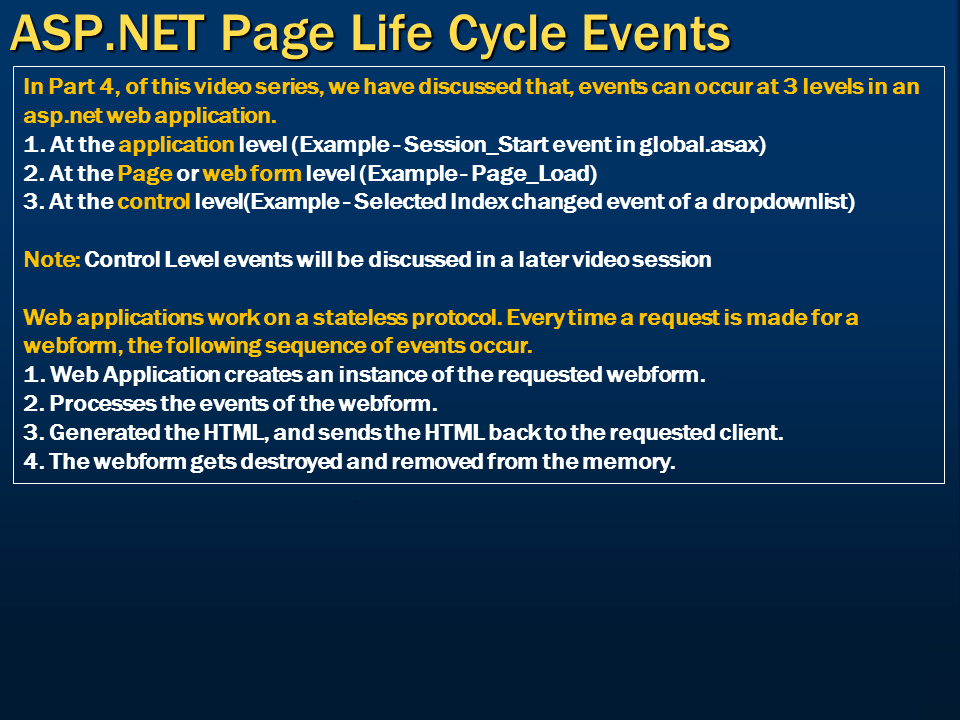 ASP.NET Page Life Cycle Events
In Part 4, of this video series, we have discussed that, events can occur at 3 levels in an
asp.net web application.
1. At the application level (Example - Session_Start event in global.asax)
2. At the Page or web form level (Example - Page_Load)
3. At the control level(Example - Selected Index changed event of a dropdownlist)
Note: Control Level events will be discussed in a later video session
Web applications work on a stateless protocol. Every time a request is made for a
webform, the following sequence of events occur.
1. Web Application creates an instance of the requested webform.
2. Processes the events of the webform.
3. Generated the HTML, and sends the HTML back to the requested client.
4. The webform gets destroyed and removed from the memory.